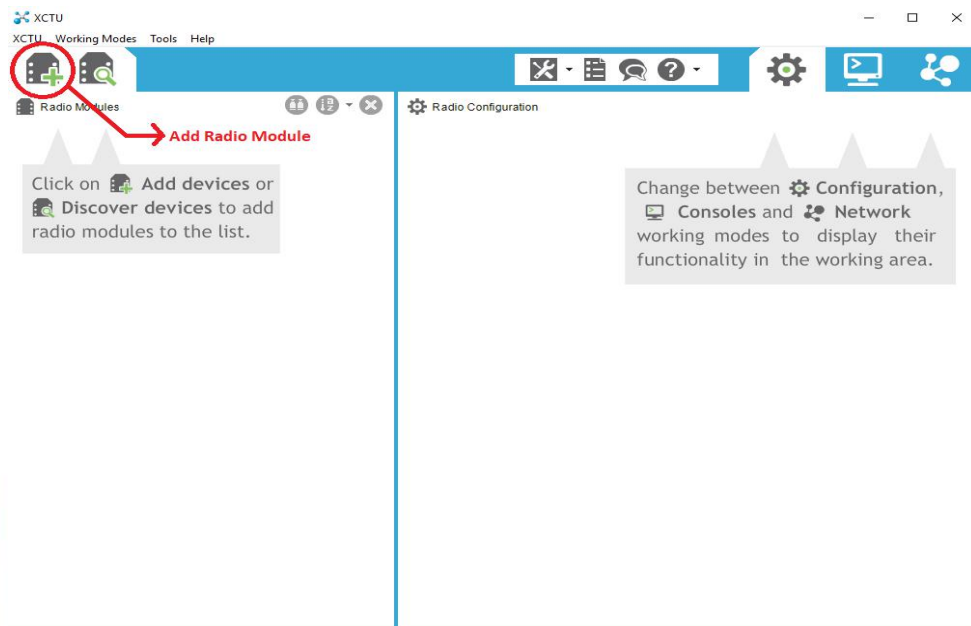 XCTU
XCTU Working Modes Tools Help
Radio Modules
Radio Configuration
Add Radio Module
Click on Add devices or
Discover devices to add
radio modules to the list.
Change between Configuration,
Consoles and Network
working modes to display their
functionality in the working area.